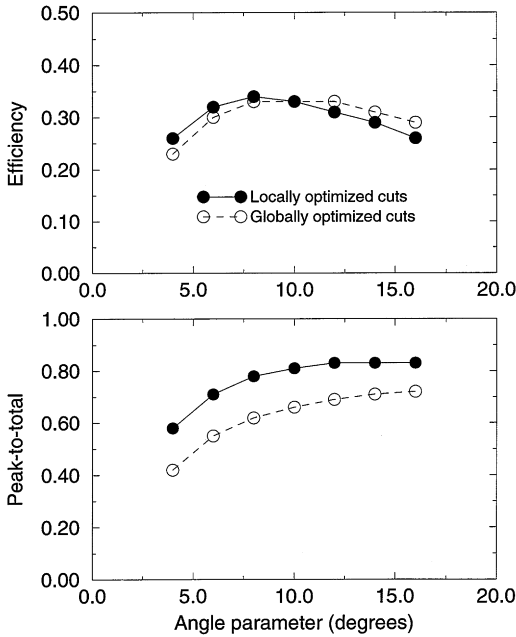 0.50
0.40
0.30
0.20
0.10
0.00
Efficiency
Locally optimized cuts
Globally optimized cuts
0.0 5.0 10.0 15.0 20.0
1.00
0.80
0.60
0.40
0.20
0.00
Peak-to-total
0.0 5.0 10.0 15.0 20.0
Angle parameter (degrees)